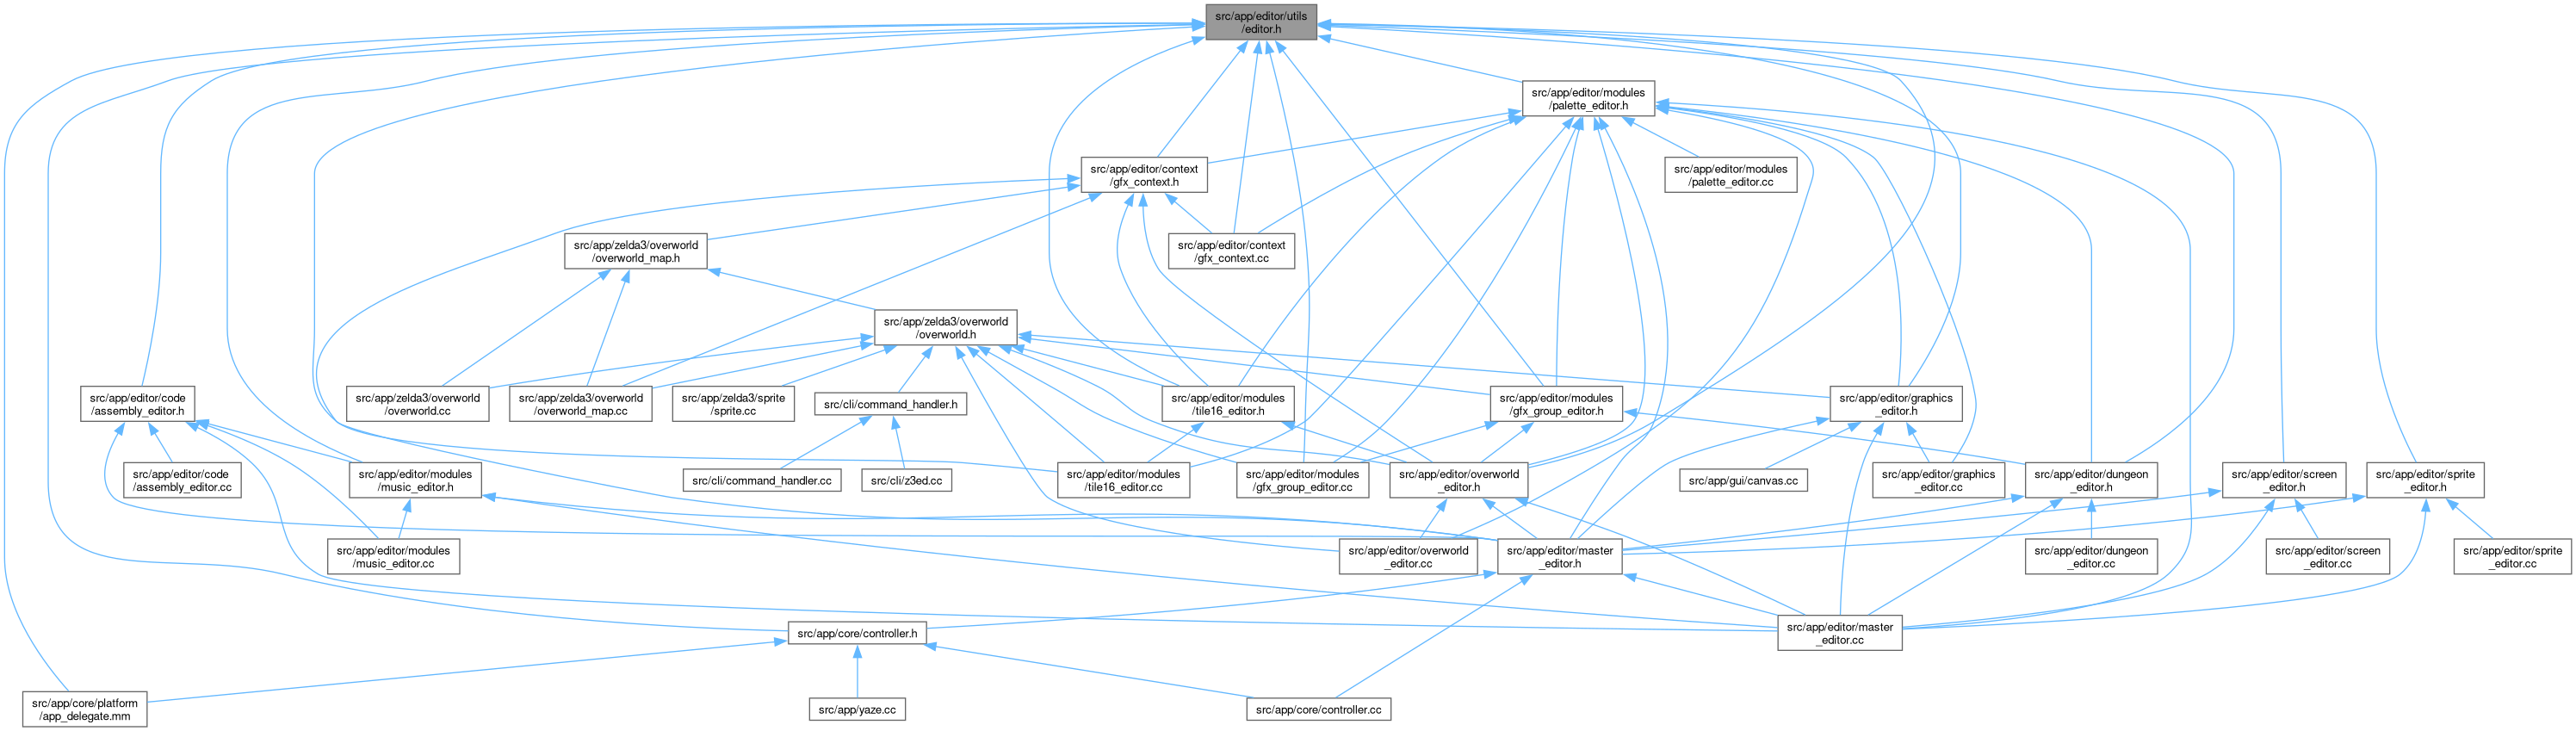 src/app/editor/utils
/editor.h
src/app/editor/modules
/palette_editor.h
src/app/editor/context
/gfx_context.h
src/app/editor/modules
/palette_editor.cc
src/app/zelda3/overworld
/overworld_map.h
src/app/editor/context
/gfx_context.cc
src/app/zelda3/overworld
/overworld.h
src/app/editor/code
/assembly_editor.h
src/app/zelda3/overworld
/overworld.cc
src/app/zelda3/overworld
/overworld_map.cc
src/app/zelda3/sprite
/sprite.cc
src/cli/command_handler.h
src/app/editor/modules
/tile16_editor.h
src/app/editor/modules
/gfx_group_editor.h
src/app/editor/graphics
_editor.h
src/app/editor/code
/assembly_editor.cc
src/app/editor/modules
/music_editor.h
src/cli/command_handler.cc
src/cli/z3ed.cc
src/app/editor/modules
/tile16_editor.cc
src/app/editor/modules
/gfx_group_editor.cc
src/app/editor/overworld
_editor.h
src/app/gui/canvas.cc
src/app/editor/graphics
_editor.cc
src/app/editor/dungeon
_editor.h
src/app/editor/screen
_editor.h
src/app/editor/sprite
_editor.h
src/app/editor/modules
/music_editor.cc
src/app/editor/overworld
_editor.cc
src/app/editor/master
_editor.h
src/app/editor/dungeon
_editor.cc
src/app/editor/screen
_editor.cc
src/app/editor/sprite
_editor.cc
src/app/core/controller.h
src/app/editor/master
_editor.cc
src/app/core/platform
/app_delegate.mm
src/app/yaze.cc
src/app/core/controller.cc